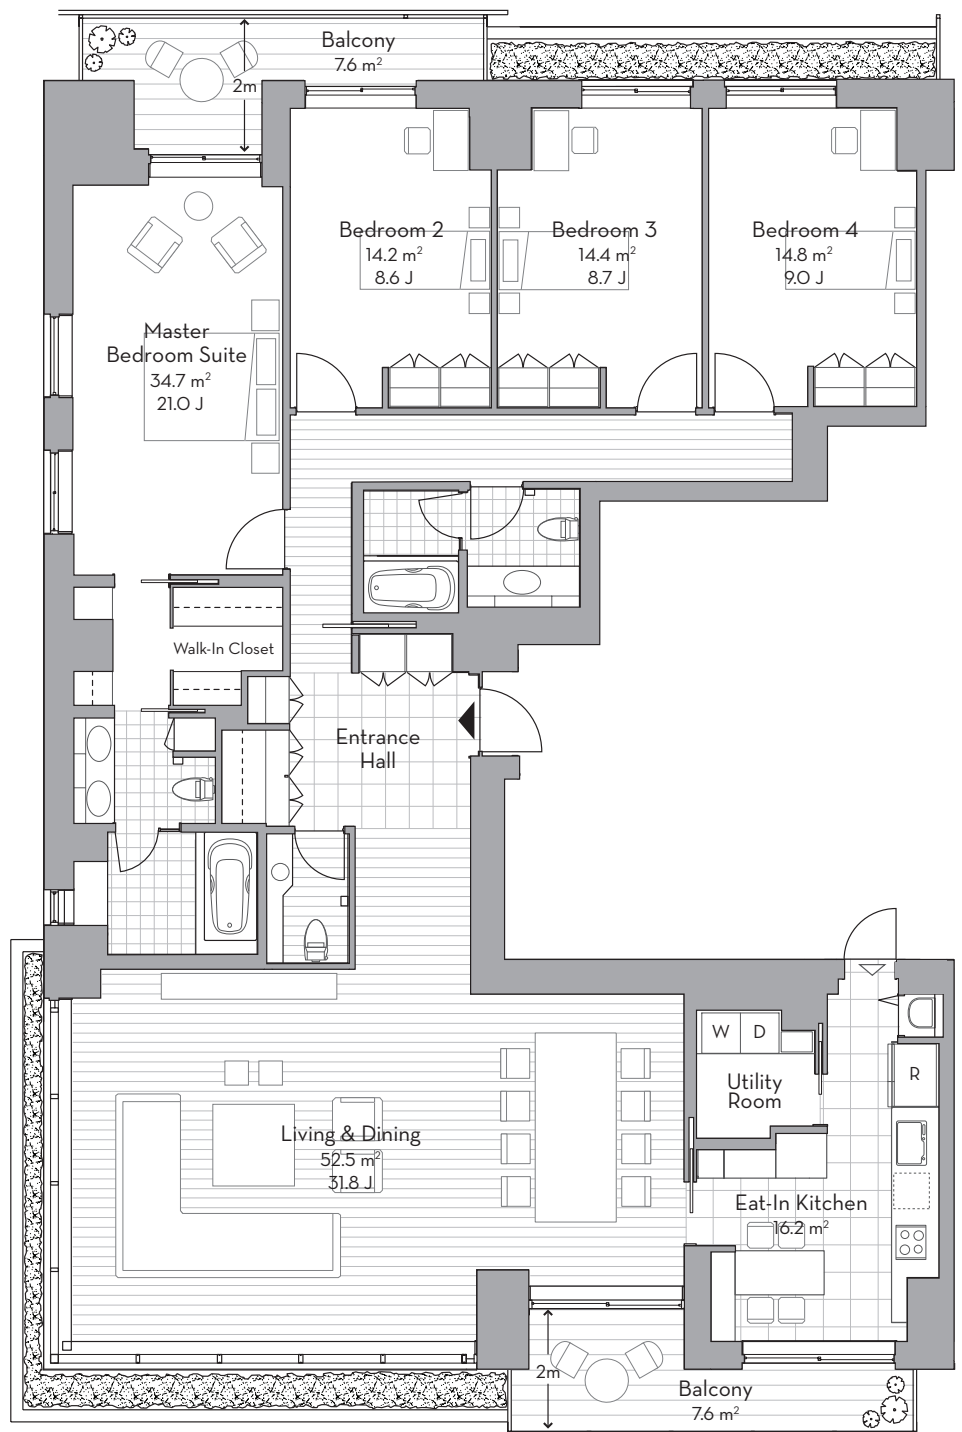 Balcony
7.6 m²
2m
Bedroom 2
14.2 m²
8.6 J
Bedroom 3
14.4 m²
8.7 J
Bedroom 4
14.8 m²
9.0 J
Master
Bedroom Suite
34.7 m²
21.0 J
Walk-In Closet
Entrance
Hall
W D
Utility
Room
R
Living & Dining
52.5 m²
31.8 J
Eat-In Kitchen
16.2 m²
2m
Balcony
7.6 m²